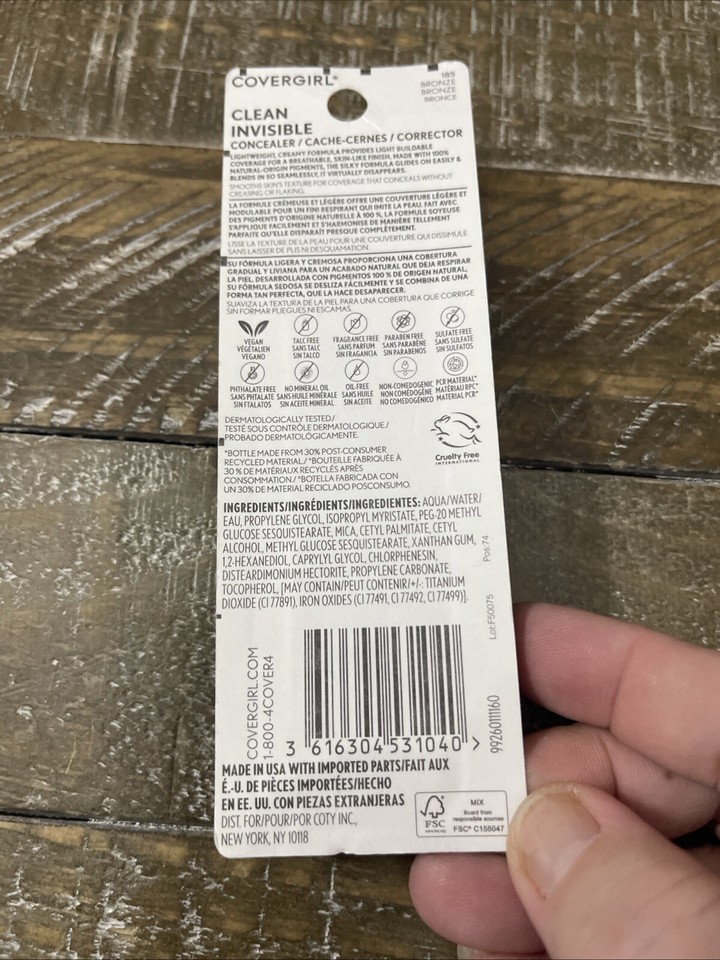 COVERGIRL®
185
BRONZE
BRONZE
BRONCE
CLEAN
INVISIBLE
CONCEALER / CACHE-CERNES / CORRECTOR
LIGHTWEIGHT, CREAMY FORMULA PROVIDES LIGHT BUILDABLE
COVERAGE FOR A BREATHABLE, SKIN-LIKE FINISH, MADE WITH 100%
NATURAL-ORIGIN PIGMENTS, THE SILKY FORMULA GLIDES ON EASILY &
BLENDS IN SO SEAMLESSLY, IT VIRTUALLY DISAPPEARS.
SMOOTHS SKIN'S TEXTURE FOR COVERAGE THAT CONCEALS WITHOUT
CREASING OR FLAKING.
LA FORMULE CRÉMEUSE ET LÉGÈRE OFFRE UNE COUVERTURE LÉGÈRE ET
MODULABLE POUR UN FINI RESPIRANT QUI IMITE LA PEAU. FAIT AVEC
DES PIGMENTS D'ORIGINE NATURELLE À 100 %, LA FORMULE SOYEUSE
S'APPLIQUE FACILEMENT ET S'HARMONISE DE MANIÈRE TELLEMENT
PARFAITE QU'ELLE DISPARAÎT PRESQUE COMPLÈTEMENT.
LISSE LA TEXTURE DE LA PEAU POUR UNE COUVERTURE QUI DISSIMULE
SANS LAISSER DE PLIS NI DESQUAMATION.
SU FÓRMULA LIGERA Y CREMOSA PROPORCIONA UNA COBERTURA
GRADUAL Y LIVIANA PARA UN ACABADO NATURAL QUE DEJA RESPIRAR
LA PIEL. DESARROLLADA CON PIGMENTOS 100 % DE ORIGEN NATURAL,
SU FÓRMULA SEDOSA SE DESLIZA FÁCILMENTE Y SE COMBINA DE UNA
FORMA TAN PERFECTA, QUE LA HACE DESAPARECER.
SUAVIZA LA TEXTURA DE LA PIEL PARA UNA COBERTURA QUE CORRIGE
SIN FORMAR PLIEGUES NI ESCAMAS.
VEGAN
VÉGÉTALIEN
VEGANO
TALC FREE
SANS TALC
SIN TALCO
FRAGRANCE FREE
SANS PARFUM
SIN FRAGANCIA
PARABEN FREE
SANS PARABÈNE
SIN PARABENOS
SULFATE FREE
SANS SULFATE
SIN SULFATOS
PHTHALATE FREE
SANS PHTALATE
SIN FTALATOS
NO MINERAL OIL
SANS HUILE MINÉRALE
SIN ACEITE MINERAL
OIL-FREE
SANS HUILE
SIN ACEITE
NON-COMEDOGENIC
NON COMÉDOGÈNE
NO COMEDOGÉNICO
PCR MATERIAL*
MATÉRIAU RPC*
MATERIAL PCR*
DERMATOLOGICALLY TESTED /
TESTÉ SOUS CONTRÔLE DERMATOLOGIQUE /
PROBADO DERMATOLÓGICAMENTE.
Cruelty Free
INTERNATIONAL
*BOTTLE MADE FROM 30% POST-CONSUMER
RECYCLED MATERIAL / *BOUTEILLE FABRIQUÉE À
30 % DE MATÉRIAUX RECYCLÉS APRÈS
CONSOMMATION / *BOTELLA FABRICADA CON
UN 30% DE MATERIAL RECICLADO POSCONSUMO.
INGREDIENTS/INGRÉDIENTS/INGREDIENTES: AQUA/WATER/
EAU, PROPYLENE GLYCOL, ISOPROPYL MYRISTATE, PEG-20 METHYL
GLUCOSE SESQUISTEARATE, MICA, CETYL PALMITATE, CETYL
ALCOHOL, METHYL GLUCOSE SESQUISTEARATE, XANTHAN GUM,
1,2-HEXANEDIOL, CAPRYLYL GLYCOL, CHLORPHENESIN,
DISTEARDIMONIUM HECTORITE, PROPYLENE CARBONATE,
TOCOPHEROL, [MAY CONTAIN/PEUT CONTENIR/+/-: TITANIUM
DIOXIDE (CI 77891), IRON OXIDES (CI 77491, CI 77492, CI 77499)].
Pos: 74
Lot:F50075
COVERGIRL.COM
1-800-4COVER4
3 616304 531040 >
99260111160
MADE IN USA WITH IMPORTED PARTS/FAIT AUX
É.-U. DE PIÈCES IMPORTÉES/HECHO
EN EE. UU. CON PIEZAS EXTRANJERAS
DIST. FOR/POUR/POR COTY INC.,
NEW YORK, NY 10118
FSC
www.fsc.org
MIX
Board from
responsible sources
FSC® C158047